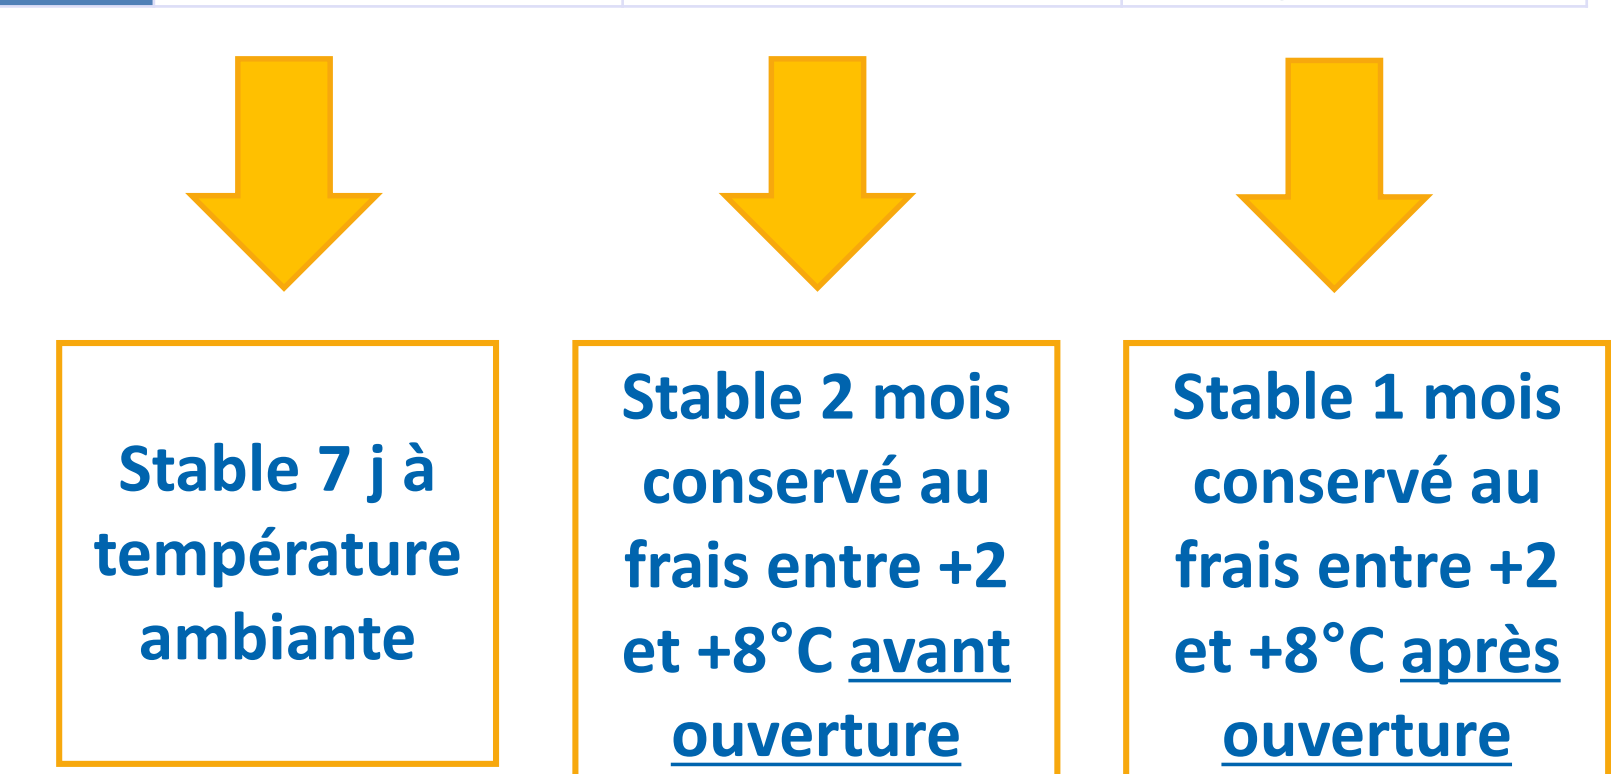 Stable 7 j à
température
ambiante
Stable 2 mois
conservé au
frais entre +2
et +8°C avant
ouverture
Stable 1 mois
conservé au
frais entre +2
et +8°C après
ouverture